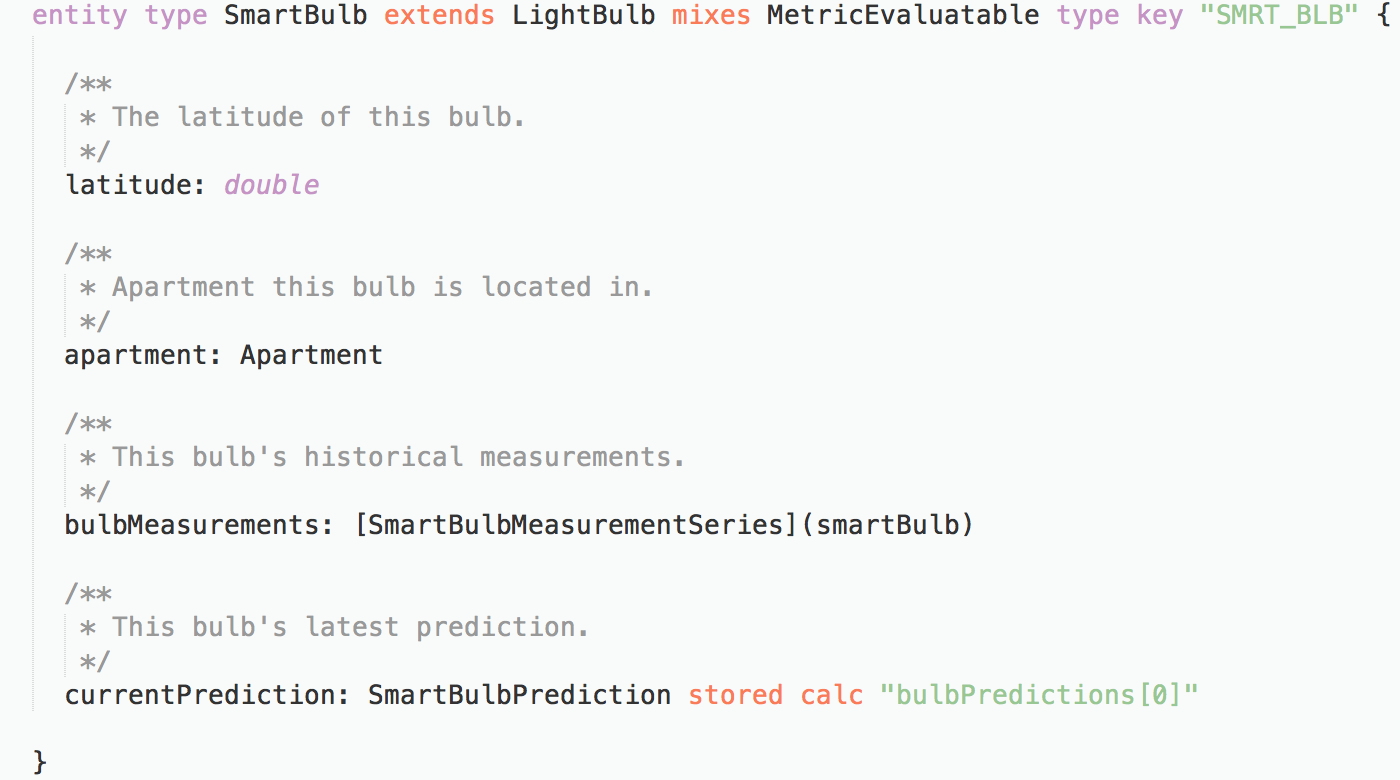 entity type SmartBulb extends LightBulb mixes MetricEvaluatable type key "SMRT_BLB" {
/**
* The latitude of this bulb.
*/
latitude: double
/**
* Apartment this bulb is located in.
*/
apartment: Apartment
/**
* This bulb's historical measurements.
*/
bulbMeasurements: [SmartBulbMeasurementSeries](smartBulb)
/**
* This bulb's latest prediction.
*/
currentPrediction: SmartBulbPrediction stored calc "bulbPredictions[0]"
}